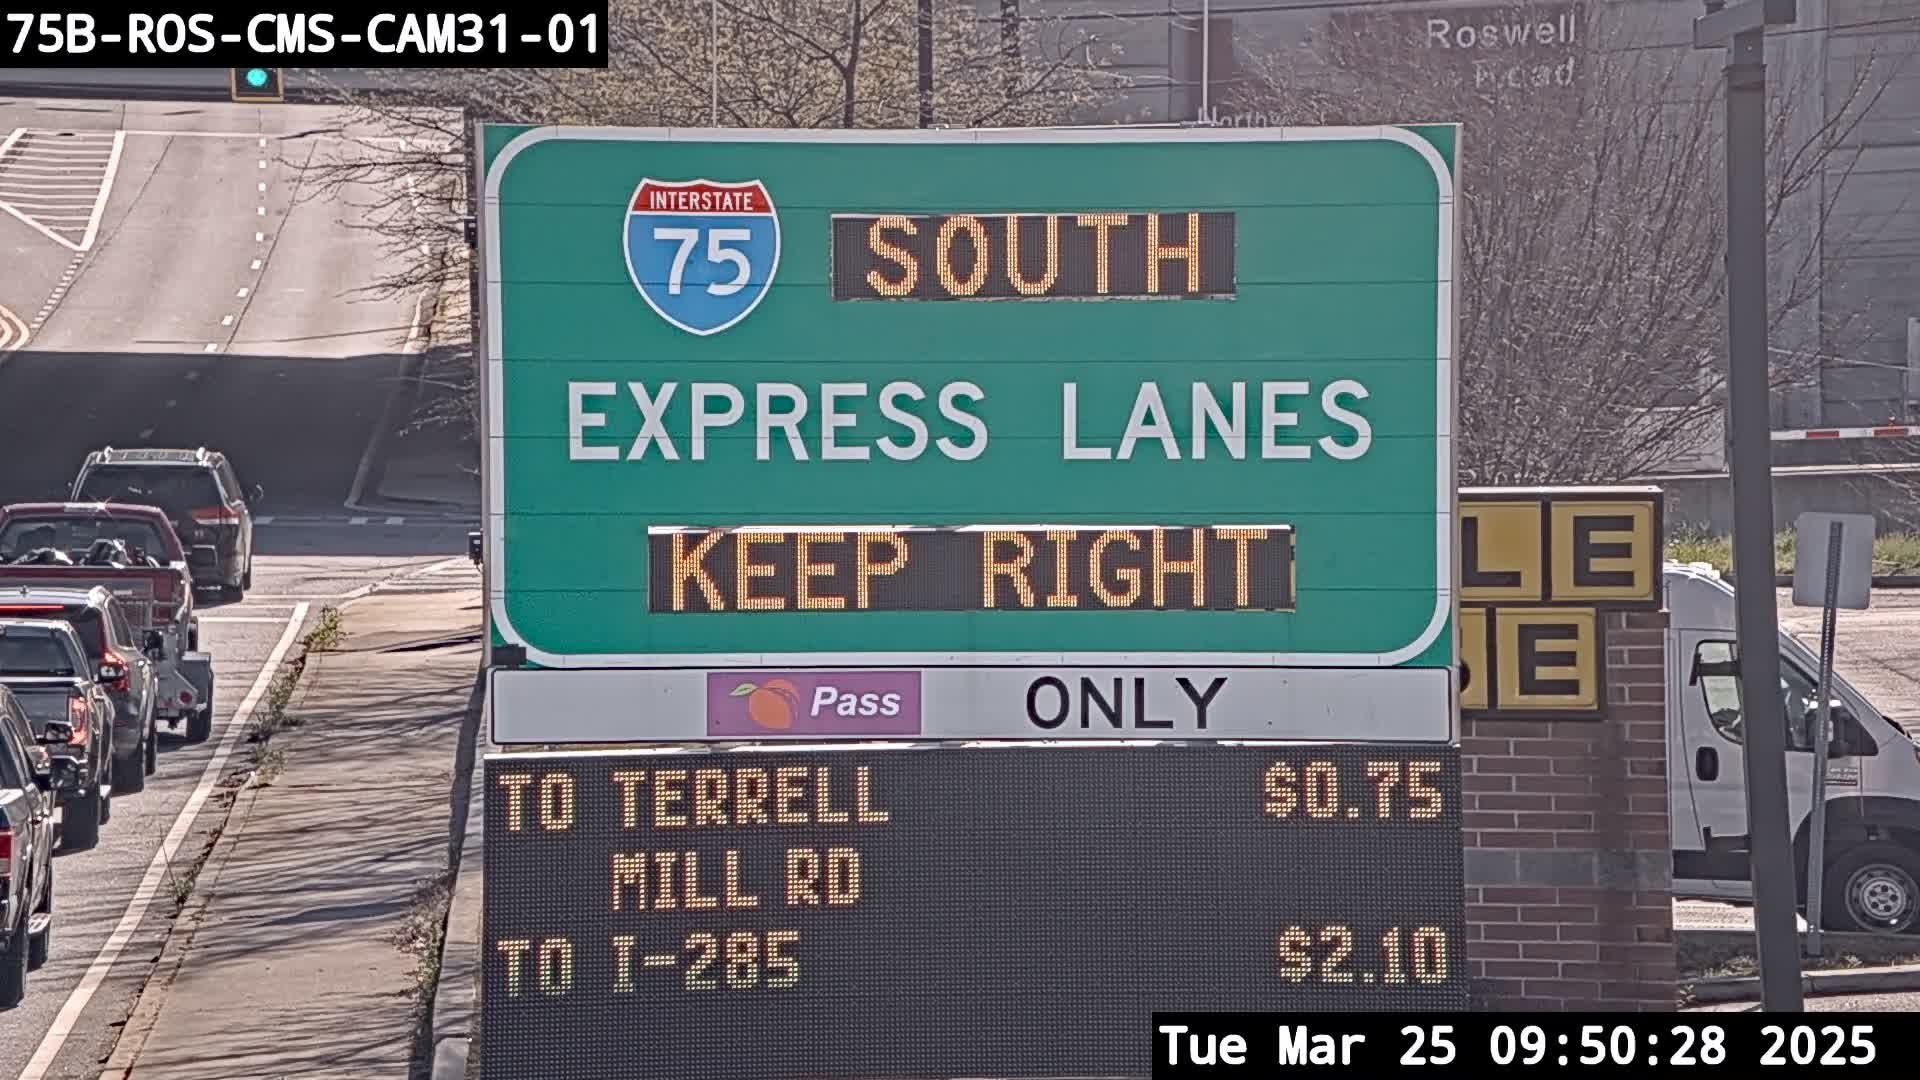 75B-ROS-CMS-CAM31-01
Roswell
Road
INTERSTATE
75
SOUTH
EXPRESS LANES
KEEP RIGHT
Pass ONLY
TO TERRELL $0.75
MILL RD
TO I-285 $2.10
LE
E
Tue Mar 25 09:50:28 2025